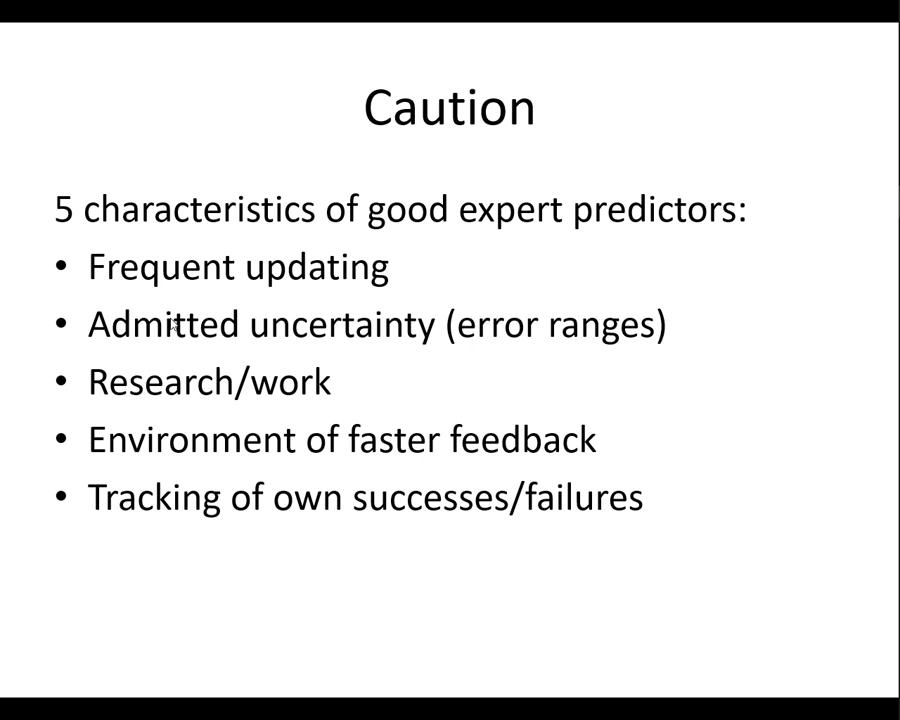 Caution
5 characteristics of good expert predictors:
• Frequent updating
• Admitted uncertainty (error ranges)
• Research/work
• Environment of faster feedback
• Tracking of own successes/failures